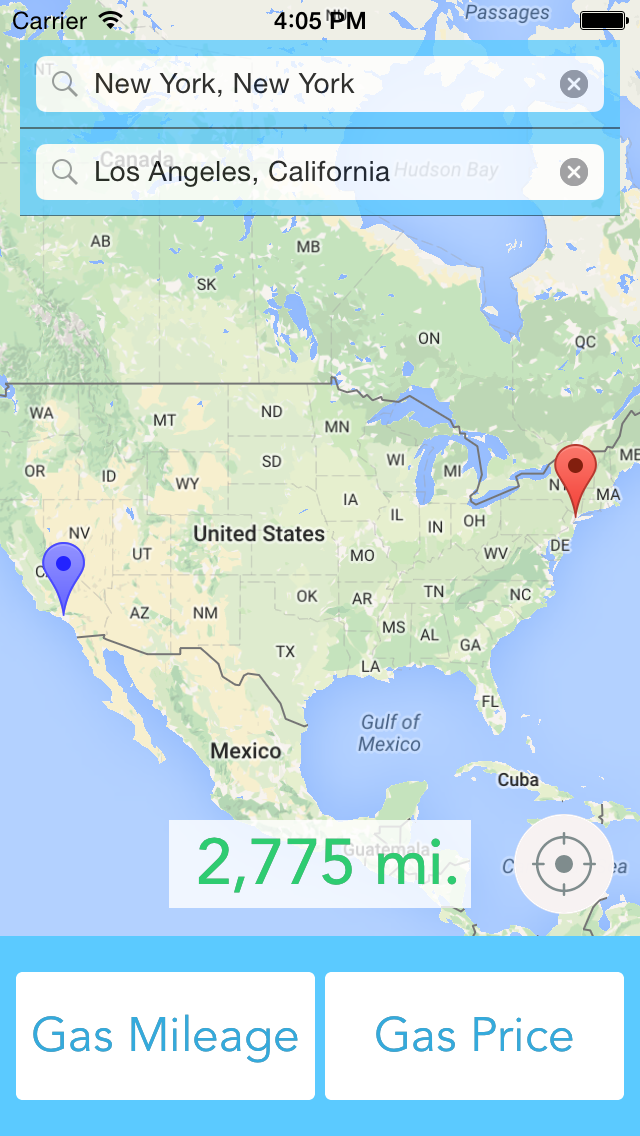 Carrier 4:05 PM
Passages
NU
NT
New York, New York
Canada
Hudson Bay
Los Angeles, California
AB
MB
SK
ON
QC
WA
MT
ND
MN
ME
OR
ID
SD
WI
MI
WY
NY
MA
IA
NV
United States
IL
IN
OH
UT
MO
WV
DE
CA
OK
AR
TN
NC
AZ
NM
MS
AL
GA
TX
LA
FL
Gulf of
Mexico
Mexico
Cuba
Guatemala
2,775 mi.
Gas Mileage
Gas Price